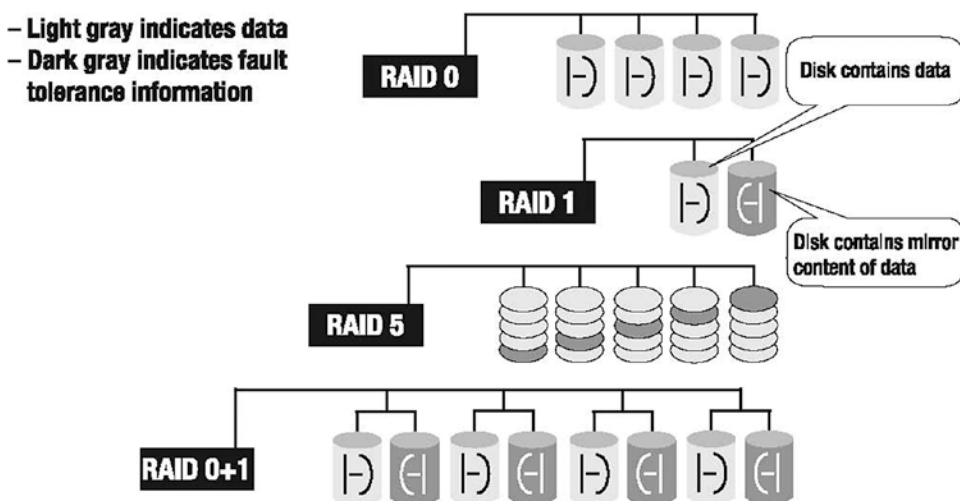 – Light gray indicates data
– Dark gray indicates fault
tolerance information
RAID 0
Disk contains data
RAID 1
Disk contains mirror
content of data
RAID 5
RAID 0+1